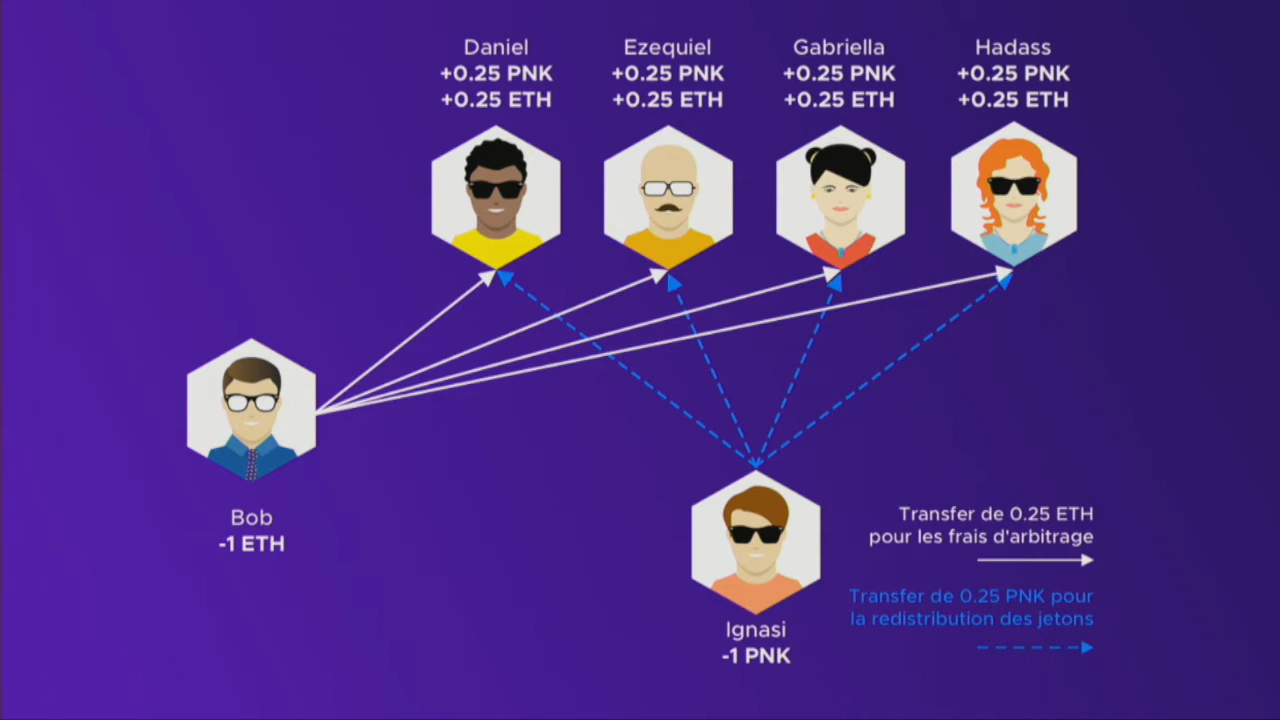 Daniel
+0.25 PNK
+0.25 ETH
Ezequiel
+0.25 PNK
+0.25 ETH
Gabriella
+0.25 PNK
+0.25 ETH
Hadass
+0.25 PNK
+0.25 ETH
Bob
-1 ETH
Ignasi
-1 PNK
Transfer de 0.25 ETH
pour les frais d'arbitrage
Transfer de 0.25 PNK pour
la redistribution des jetons